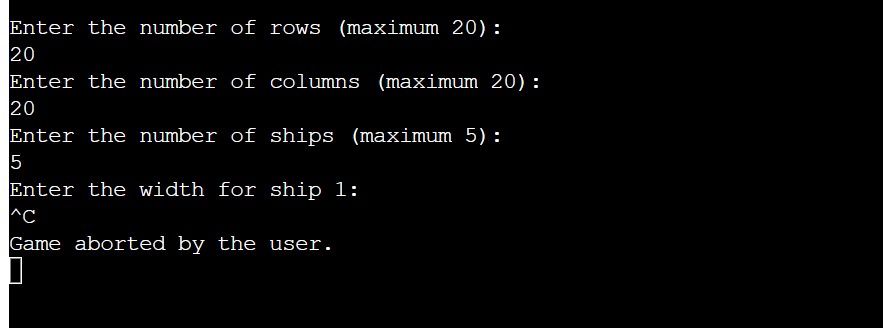 Enter the number of rows (maximum 20):
20
Enter the number of columns (maximum 20):
20
Enter the number of ships (maximum 5):
5
Enter the width for ship 1:
^C
Game aborted by the user.